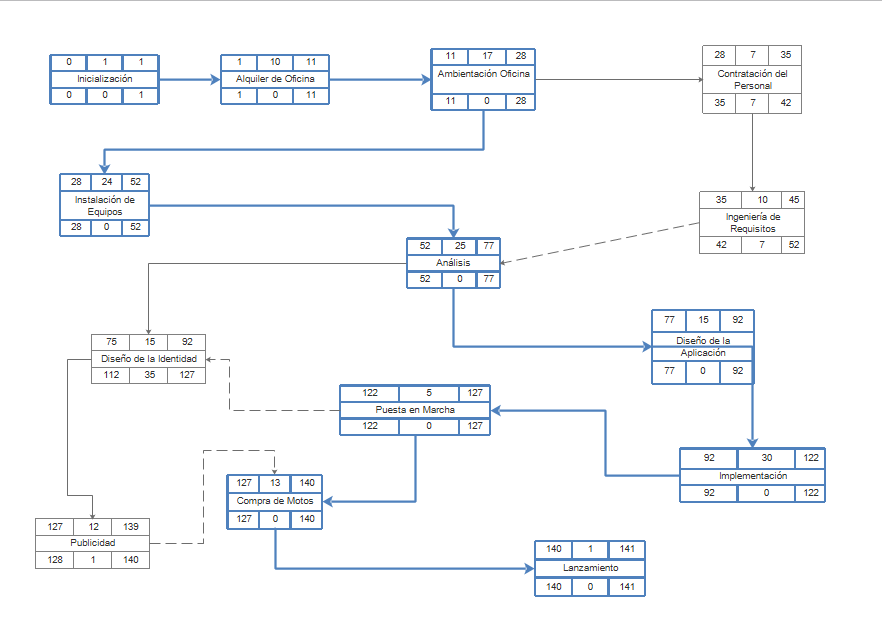 0 1 1
Inicialización
0 0 1
1 10 11
Alquiler de Oficina
1 0 11
11 17 28
Ambientación Oficina
11 0 28
28 7 35
Contratación del
Personal
35 7 42
28 24 52
Instalación de
Equipos
28 0 52
35 10 45
Ingeniería de
Requisitos
42 7 52
52 25 77
Análisis
52 0 77
77 15 92
Diseño de la
Aplicación
77 0 92
75 15 92
Diseño de la Identidad
112 35 127
122 5 127
Puesta en Marcha
122 0 127
92 30 122
Implementación
92 0 122
127 13 140
Compra de Motos
127 0 140
127 12 139
Publicidad
128 1 140
140 1 141
Lanzamiento
140 0 141